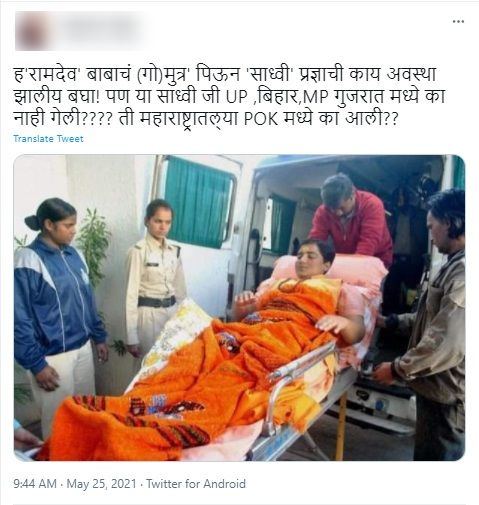 ह'रामदेव' बाबाचं (गो)मुत्र' पिऊन 'साध्वी' प्रज्ञाची काय अवस्था
झालीय बघा! पण या साध्वी जी UP ,बिहार,MP गुजरात मध्ये का
नाही गेली???? ती महाराष्ट्रातल्या POK मध्ये का आली??
Translate Tweet
9:44 AM · May 25, 2021 · Twitter for Android